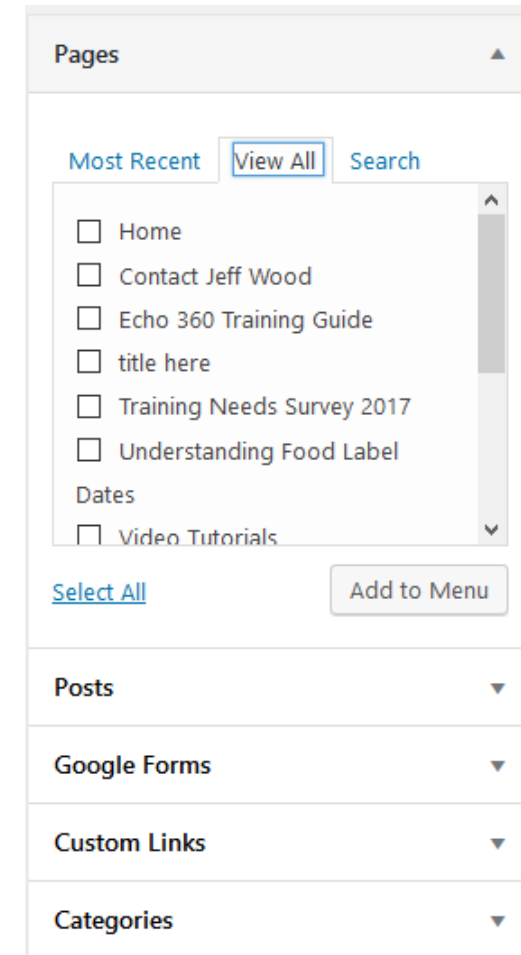 Pages
Most Recent View All Search
Home
Contact Jeff Wood
Echo 360 Training Guide
title here
Training Needs Survey 2017
Understanding Food Label
Dates
Video Tutorials
Select All Add to Menu
Posts
Google Forms
Custom Links
Categories